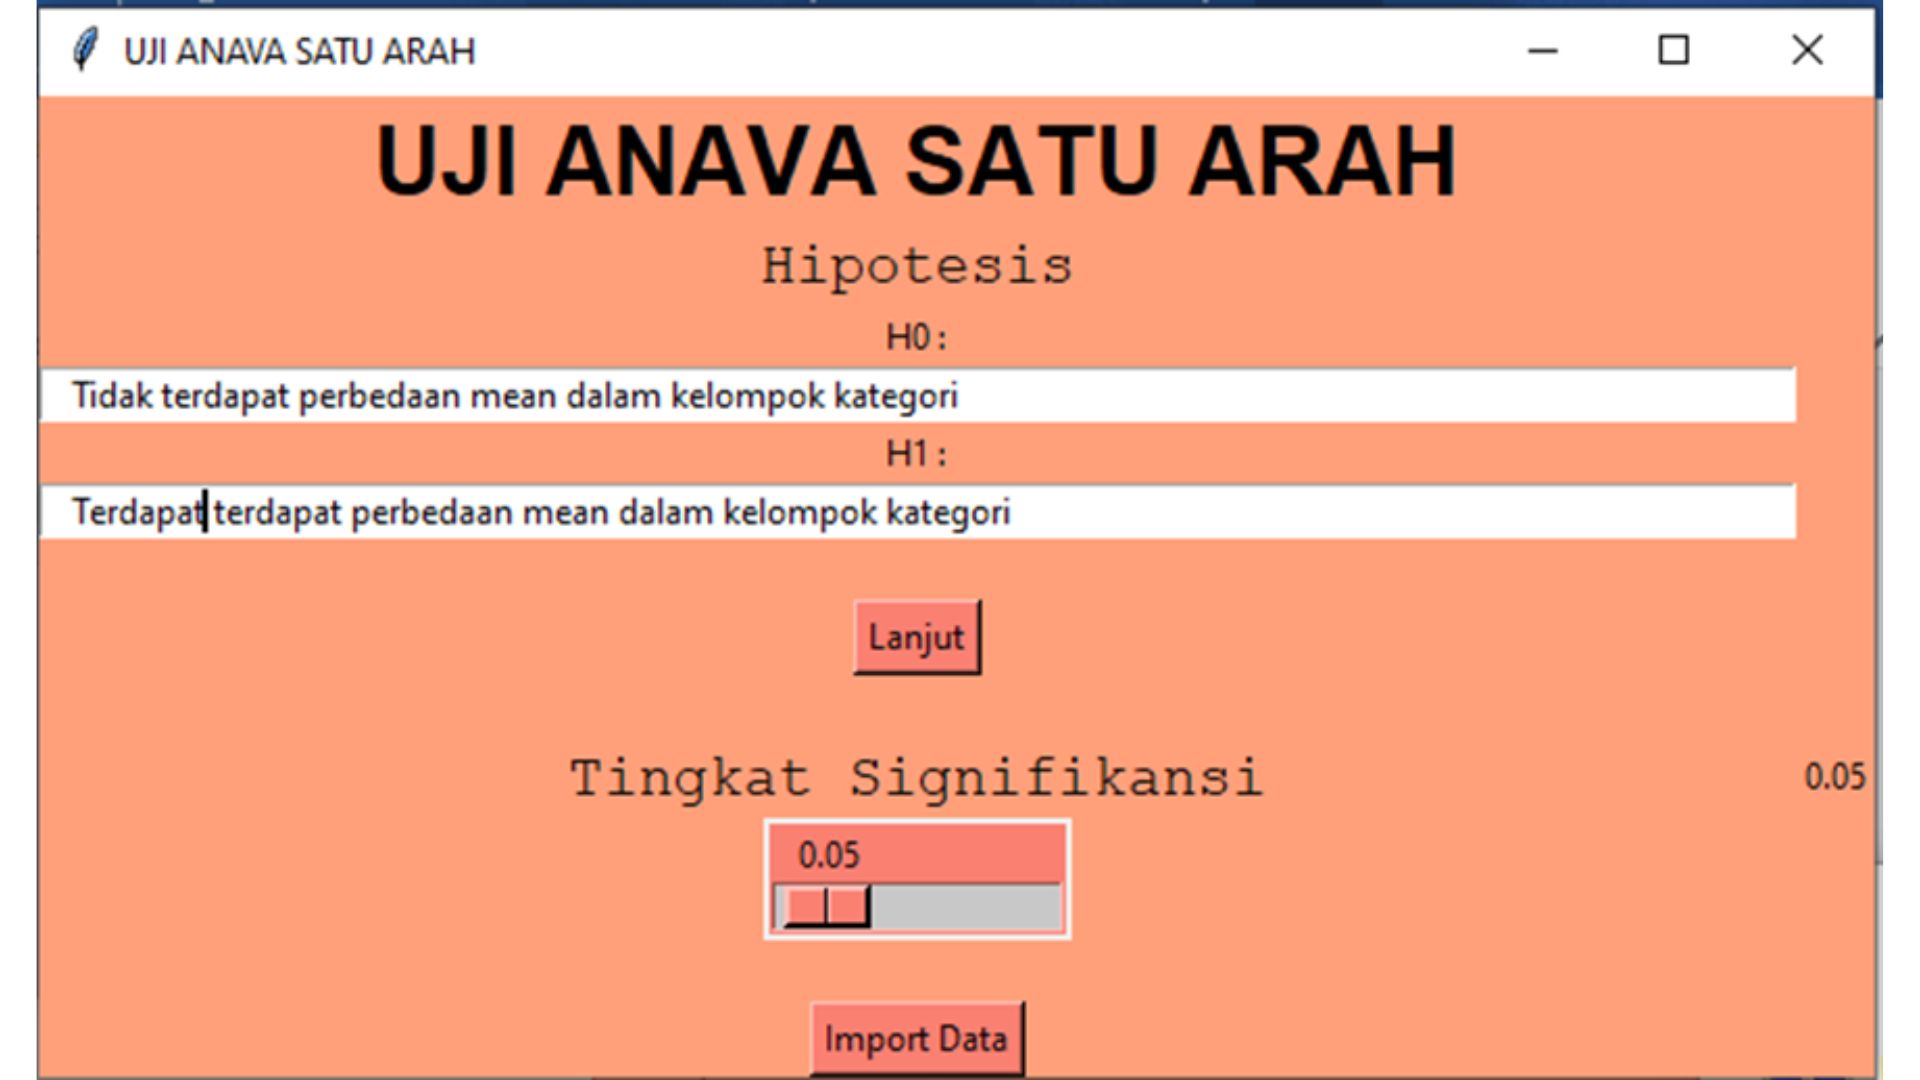 UJI ANAVA SATU ARAH
UJI ANAVA SATU ARAH
Hipotesis
H0 :
Tidak terdapat perbedaan mean dalam kelompok kategori
H1 :
Terdapat terdapat perbedaan mean dalam kelompok kategori
Lanjut
Tingkat Signifikansi
0.05
0.05
Import Data